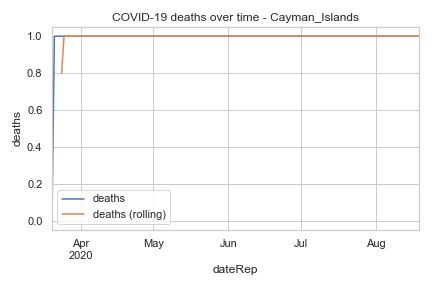 COVID-19 deaths over time - Cayman_Islands
deaths
1.0
0.8
0.6
0.4
0.2
0.0
deaths
deaths (rolling)
Apr
2020
May
Jun
Jul
Aug
dateRep